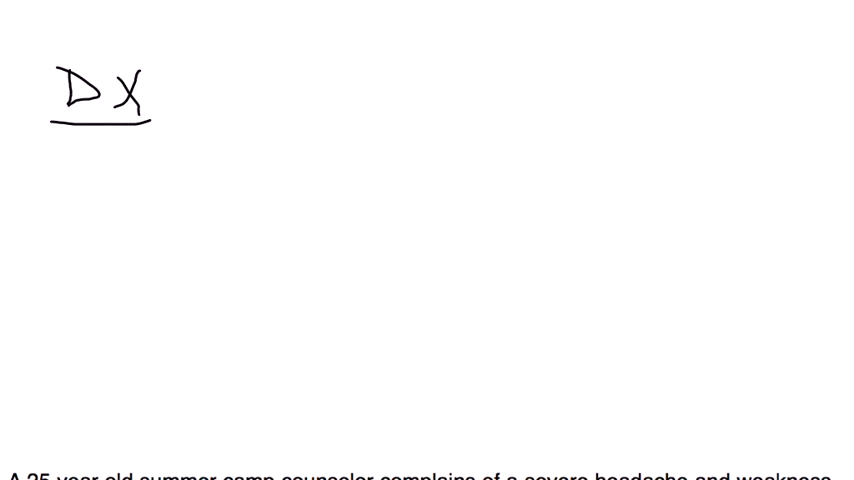 DX
A 25 year old summer camp counselor complains of a severe headache and weakness